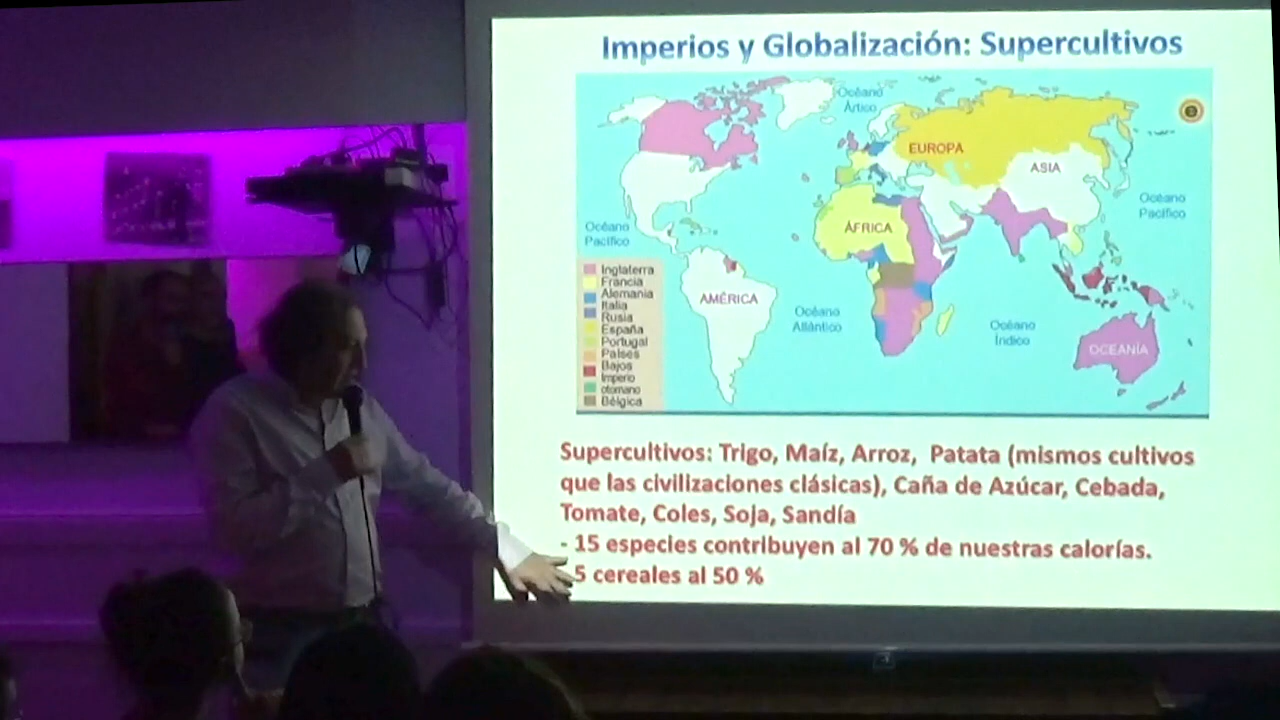 Imperios y Globalización: Supercultivos
Océano
Ártico
EUROPA
ASIA
Océano
Pacífico
Océano
Pacífico
ÁFRICA
AMÉRICA
Océano
Atlántico
Océano
Índico
OCEANÍA
Inglaterra
Francia
Alemania
Italia
Rusia
España
Portugal
Países
Bajos
Imperio
otomano
Bélgica
Supercultivos: Trigo, Maíz, Arroz, Patata (mismos cultivos
que las civilizaciones clásicas), Caña de Azúcar, Cebada,
Tomate, Coles, Soja, Sandía
- 15 especies contribuyen al 70 % de nuestras calorías.
5 cereales al 50 %